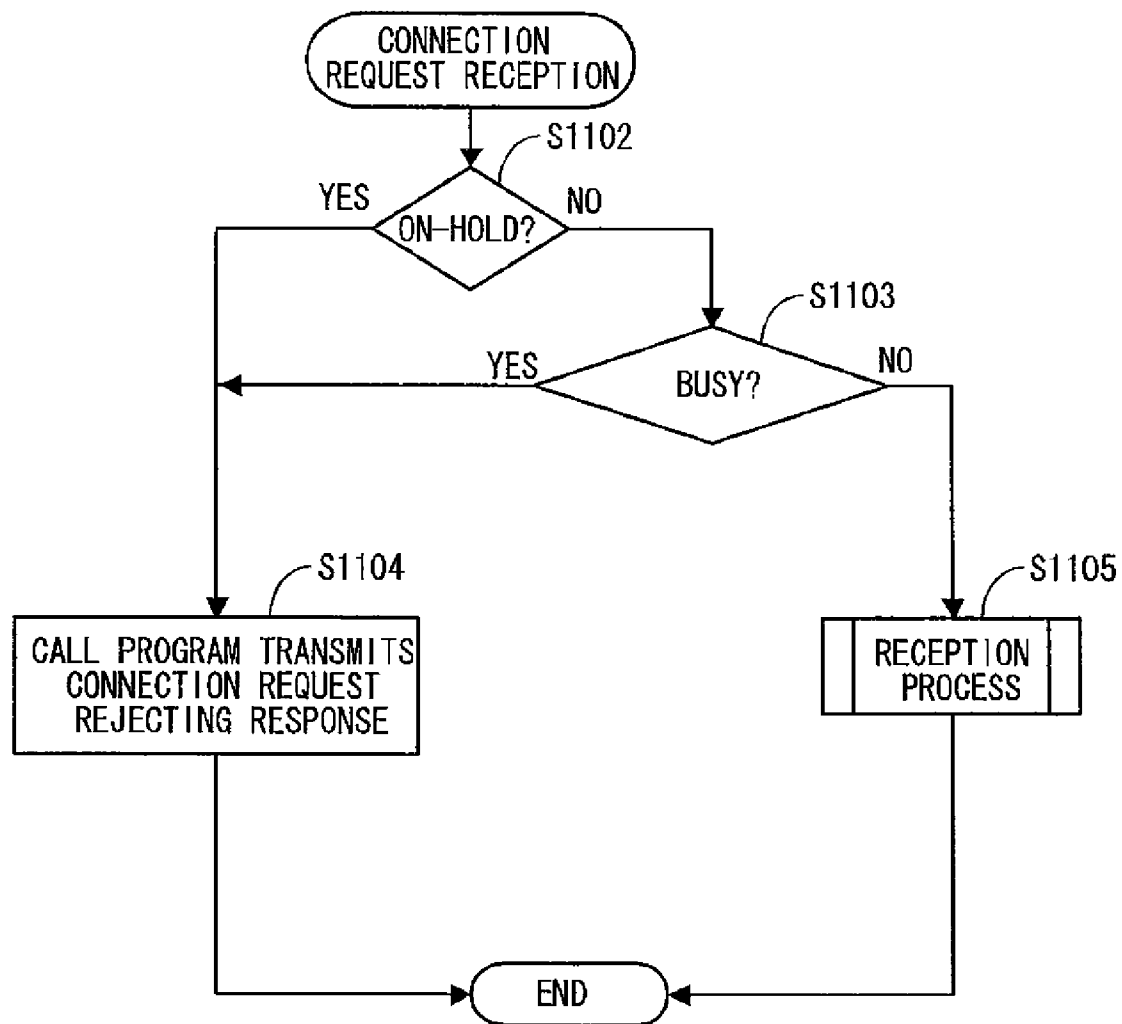 CONNECTION
REQUEST RECEPTION
S1102
YES
NO
ON-HOLD?
S1103
YES
NO
BUSY?
S1104
S1105
CALL PROGRAM TRANSMITS
CONNECTION REQUEST
REJECTING RESPONSE
RECEPTION
PROCESS
END